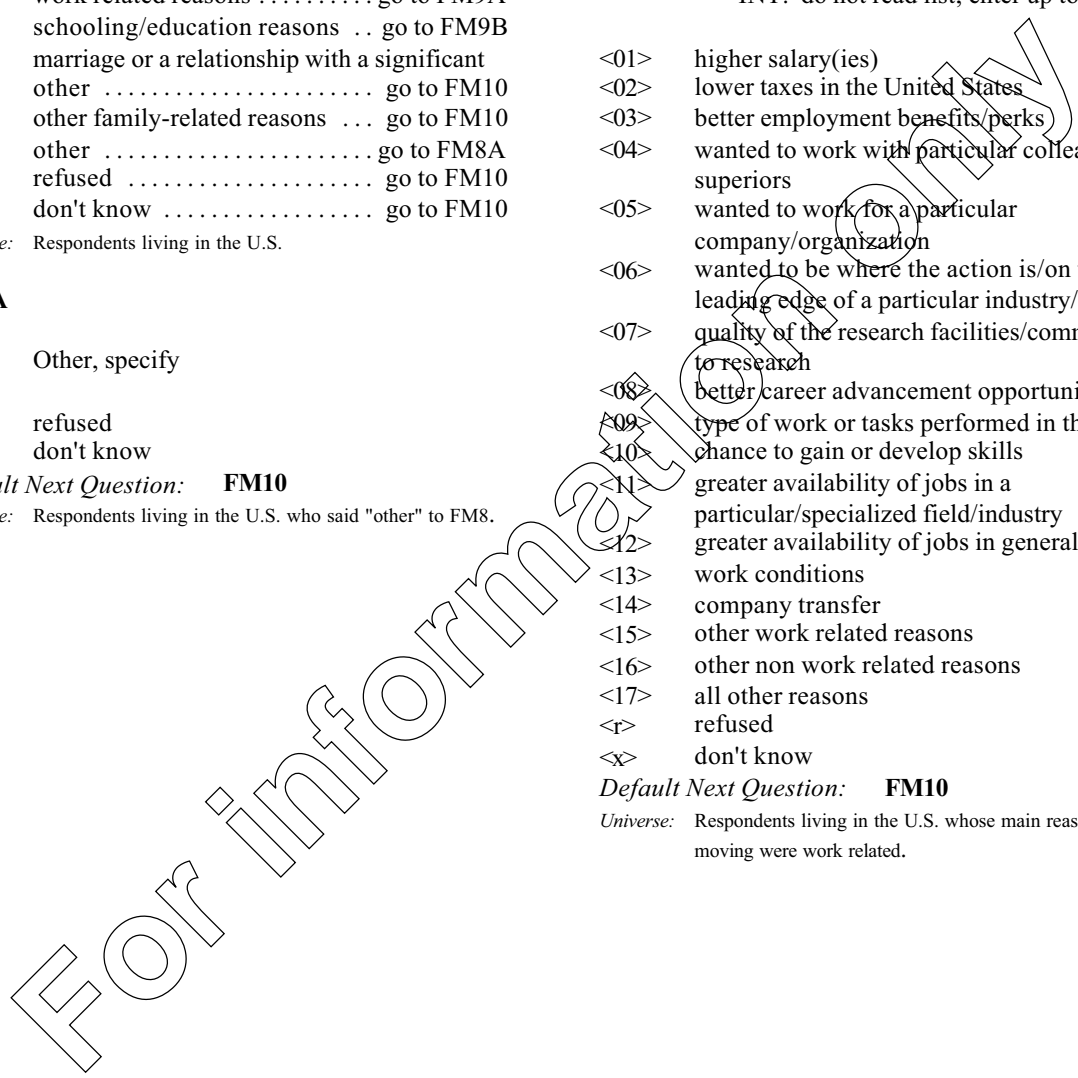 work related reasons . . . . . . . . . . go to FM9A
schooling/education reasons . . go to FM9B
marriage or a relationship with a significant
other . . . . . . . . . . . . . . . . . . . . . . go to FM10
other family-related reasons . . . go to FM10
other . . . . . . . . . . . . . . . . . . . . . . go to FM8A
refused . . . . . . . . . . . . . . . . . . . . go to FM10
don't know . . . . . . . . . . . . . . . . . . go to FM10
Respondents living in the U.S.
Other, specify
refused
don't know
Next Question: FM10
Respondents living in the U.S. who said "other" to FM8.
INT: do not read list, enter up to
<01> higher salary(ies)
<02> lower taxes in the United States
<03> better employment benefits/perks
<04> wanted to work with particular
superiors
<05> wanted to work for a particular
company/organization
<06> wanted to be where the action is/on
leading edge of a particular industry/
<07> quality of the research facilities/
to research
<08> better career advancement
<09> type of work or tasks performed in
<10> chance to gain or develop skills
<11> greater availability of jobs in a
particular/specialized field/industry
<12> greater availability of jobs in general
<13> work conditions
<14> company transfer
<15> other work related reasons
<16> other non work related reasons
<17> all other reasons
<r> refused
<x> don't know
Default Next Question: FM10
Universe: Respondents living in the U.S. whose main
moving were work related.
For information only